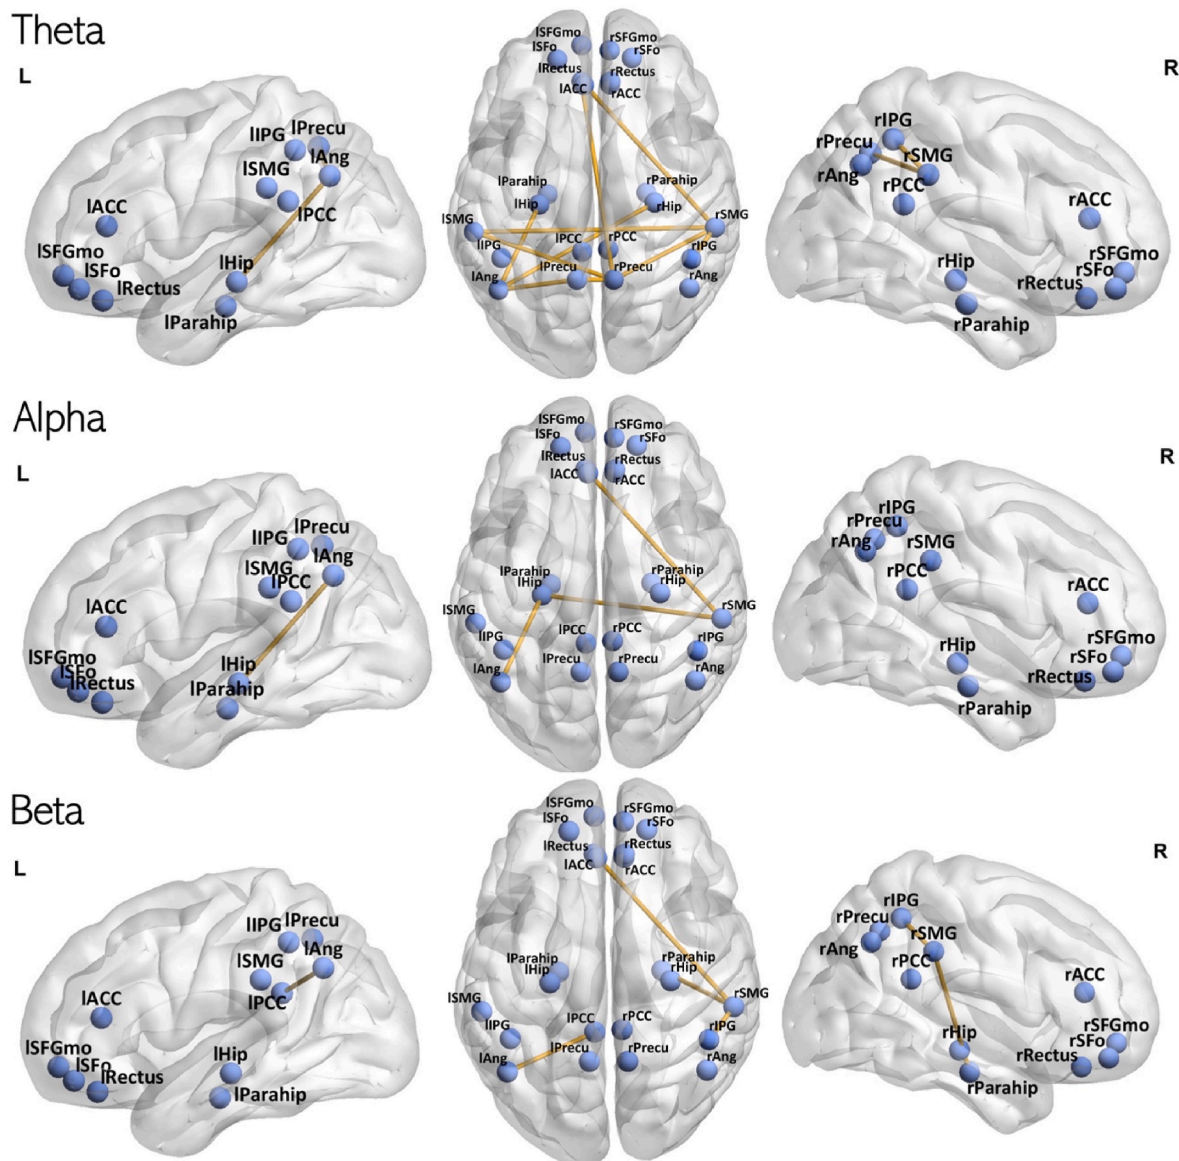 Theta
L
lIPG
lPrecu
lAng
lSMG
lPCC
lACC
lSFGmo
lSFo
lRectus
lHip
lParahip
lSFGmo
rSFGmo
lSFo
rSFo
lRectus
rRectus
lACC
rACC
lParahip
rParahip
lHip
rHip
lSMG
rSMG
lIPG
lPCC
rPCC
rIPG
lAng
lPrecu
rPrecu
rAng
R
rIPG
rPrecu
rSMG
rAng
rPCC
rACC
rHip
rSFGmo
rSFo
rRectus
rParahip
Alpha
L
lPrecu
lIPG
lAng
lSMG
lPCC
lACC
lSFGmo
lSFo
lRectus
lHip
lParahip
lSFGmo
rSFGmo
lSFo
rSFo
lRectus
rRectus
lACC
rACC
lParahip
rParahip
lHip
rHip
lSMG
rSMG
lIPG
lPCC
rPCC
rIPG
lAng
lPrecu
rPrecu
rAng
R
rIPG
rPrecu
rAng
rSMG
rPCC
rACC
rHip
rSFGmo
rSFo
rRectus
rParahip
Beta
L
lIPG
lPrecu
lAng
lSMG
lPCC
lACC
lSFGmo
lSFo
lRectus
lHip
lParahip
lSFGmo
rSFGmo
lSFo
rSFo
lRectus
rRectus
lACC
rACC
lParahip
rParahip
lHip
rHip
lSMG
rSMG
lIPG
lPCC
rPCC
rIPG
lAng
lPrecu
rPrecu
rAng
R
rIPG
rPrecu
rSMG
rAng
rPCC
rACC
rHip
rSFGmo
rSFo
rRectus
rParahip